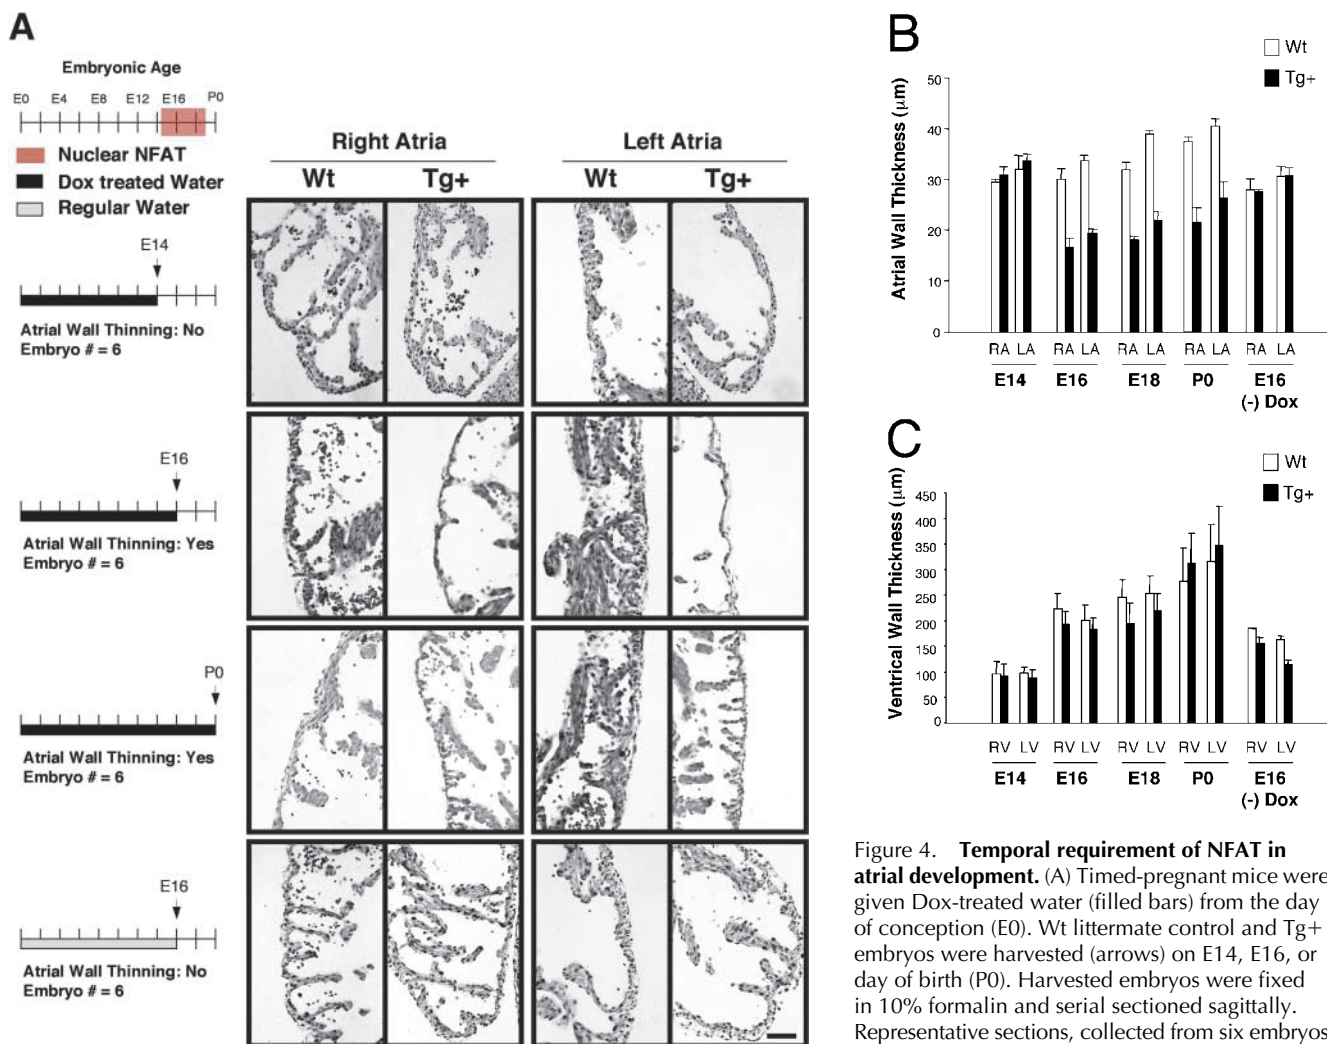 A
Embryonic Age
E0 E4 E8 E12 E16 P0
Nuclear NFAT
Dox treated Water
Regular Water
Right Atria
Left Atria
Wt Tg+ Wt Tg+
E14
Atrial Wall Thinning: No
Embryo # = 6
E16
Atrial Wall Thinning: Yes
Embryo # = 6
P0
Atrial Wall Thinning: Yes
Embryo # = 6
E16
Atrial Wall Thinning: No
Embryo # = 6
B
Wt
Tg+
Atrial Wall Thickness (μm)
50
40
30
20
10
0
RA LA RA LA RA LA RA LA RA LA
E14 E16 E18 P0 E16
(-) Dox
C
Wt
Tg+
Ventrical Wall Thickness (μm)
450
400
350
300
250
200
150
100
50
0
RV LV RV LV RV LV RV LV RV LV
E14 E16 E18 P0 E16
(-) Dox
Figure 4. Temporal requirement of NFAT in
atrial development. (A) Timed-pregnant mice were
given Dox-treated water (filled bars) from the day
of conception (E0). Wt littermate control and Tg+
embryos were harvested (arrows) on E14, E16, or
day of birth (P0). Harvested embryos were fixed
in 10% formalin and serial sectioned sagittally.
Representative sections, collected from six embryos